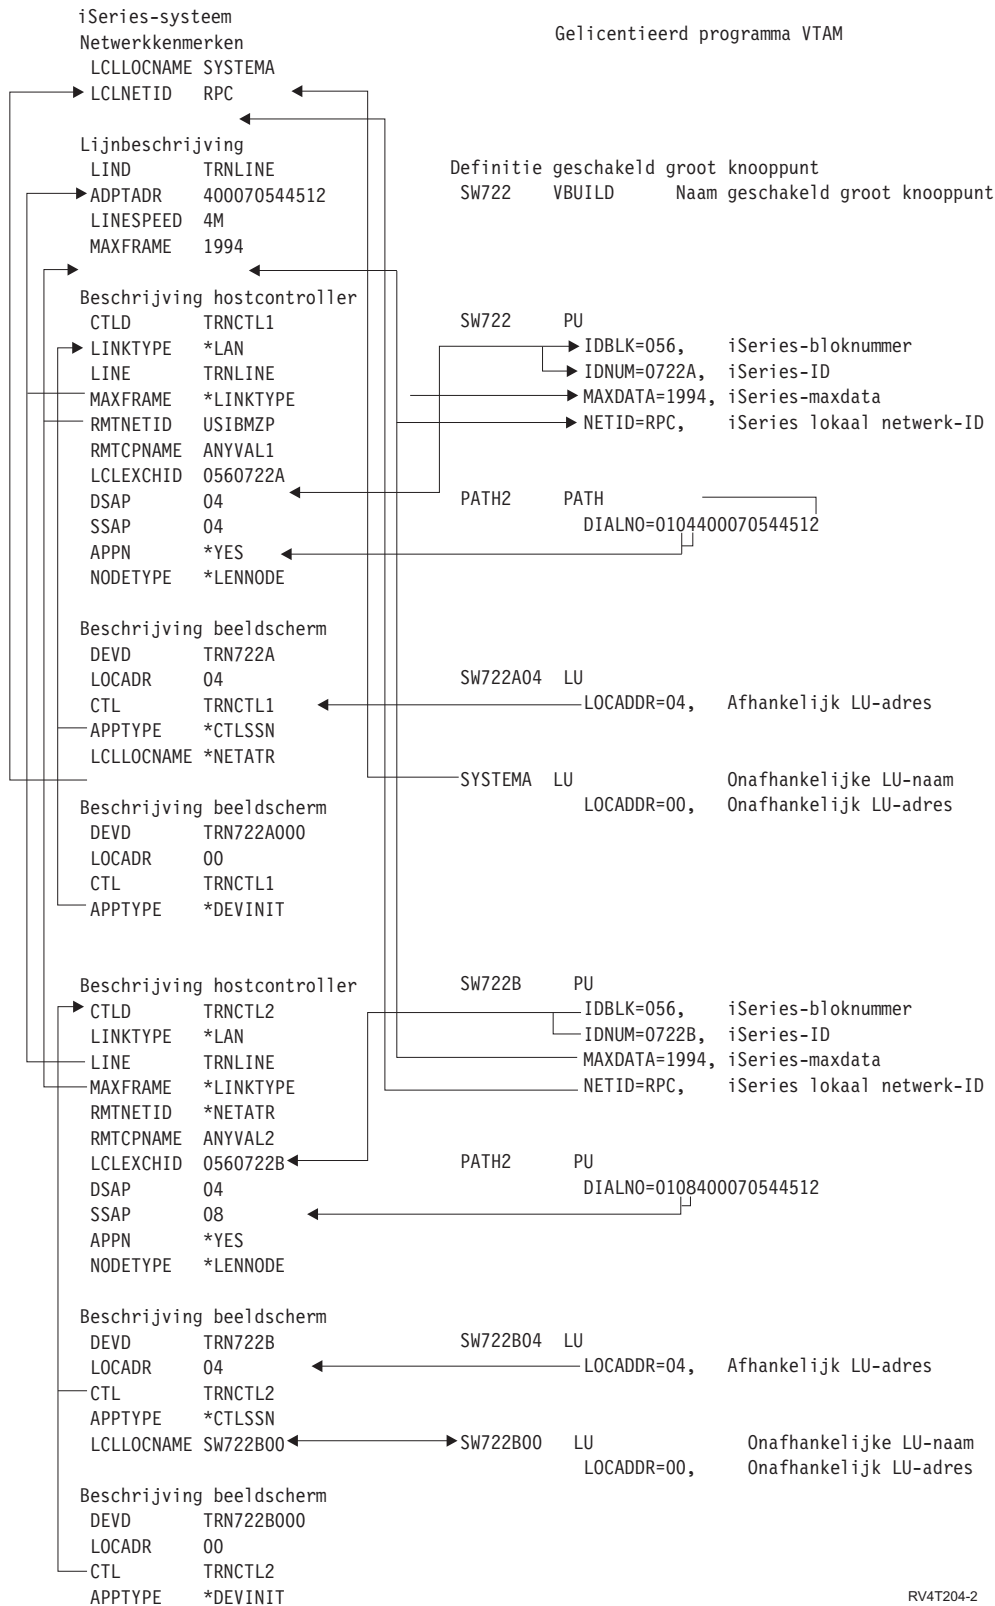 iSeries-systeem
Netwerkkenmerken
Gelicentieerd programma VTAM
LCLLOCNAME SYSTEMA
LCLNETID RPC
Lijnbeschrijving
LIND TRNLINE
Definitie geschakeld groot knooppunt
ADPTADR 400070544512
SW722 VBUILD Naam geschakeld groot knooppunt
LINESPEED 4M
MAXFRAME 1994
Beschrijving hostcontroller
CTLD TRNCTL1
SW722 PU
LINKTYPE *LAN
IDBLK=056, iSeries-bloknummer
LINE TRNLINE
IDNUM=0722A, iSeries-ID
MAXFRAME *LINKTYPE
MAXDATA=1994, iSeries-maxdata
RMTNETID USIBMZP
NETID=RPC, iSeries lokaal netwerk-ID
RMTCPNAME ANYVAL1
LCLEXCHID 0560722A
DSAP 04
PATH2 PATH
SSAP 04
DIALNO=0104400070544512
APPN *YES
NODETYPE *LENNODE
Beschrijving beeldscherm
DEVD TRN722A
LOCADR 04
SW722A04 LU
CTL TRNCTL1
LOCADDR=04, Afhankelijk LU-adres
APPTYPE *CTLSSN
LCLLOCNAME *NETATR
SYSTEMA LU Onafhankelijke LU-naam
LOCADDR=00, Onafhankelijk LU-adres
Beschrijving beeldscherm
DEVD TRN722A000
LOCADR 00
CTL TRNCTL1
APPTYPE *DEVINIT
Beschrijving hostcontroller
SW722B PU
CTLD TRNCTL2
IDBLK=056, iSeries-bloknummer
LINKTYPE *LAN
IDNUM=0722B, iSeries-ID
LINE TRNLINE
MAXDATA=1994, iSeries-maxdata
MAXFRAME *LINKTYPE
NETID=RPC, iSeries lokaal netwerk-ID
RMTNETID *NETATR
RMTCPNAME ANYVAL2
LCLEXCHID 0560722B
PATH2 PU
DSAP 04
DIALNO=0108400070544512
SSAP 08
APPN *YES
NODETYPE *LENNODE
Beschrijving beeldscherm
DEVD TRN722B
SW722B04 LU
LOCADR 04
LOCADDR=04, Afhankelijk LU-adres
CTL TRNCTL2
APPTYPE *CTLSSN
LCLLOCNAME SW722B00
SW722B00 LU Onafhankelijke LU-naam
LOCADDR=00, Onafhankelijk LU-adres
Beschrijving beeldscherm
DEVD TRN722B000
LOCADR 00
CTL TRNCTL2
APPTYPE *DEVINIT
RV4T204-2